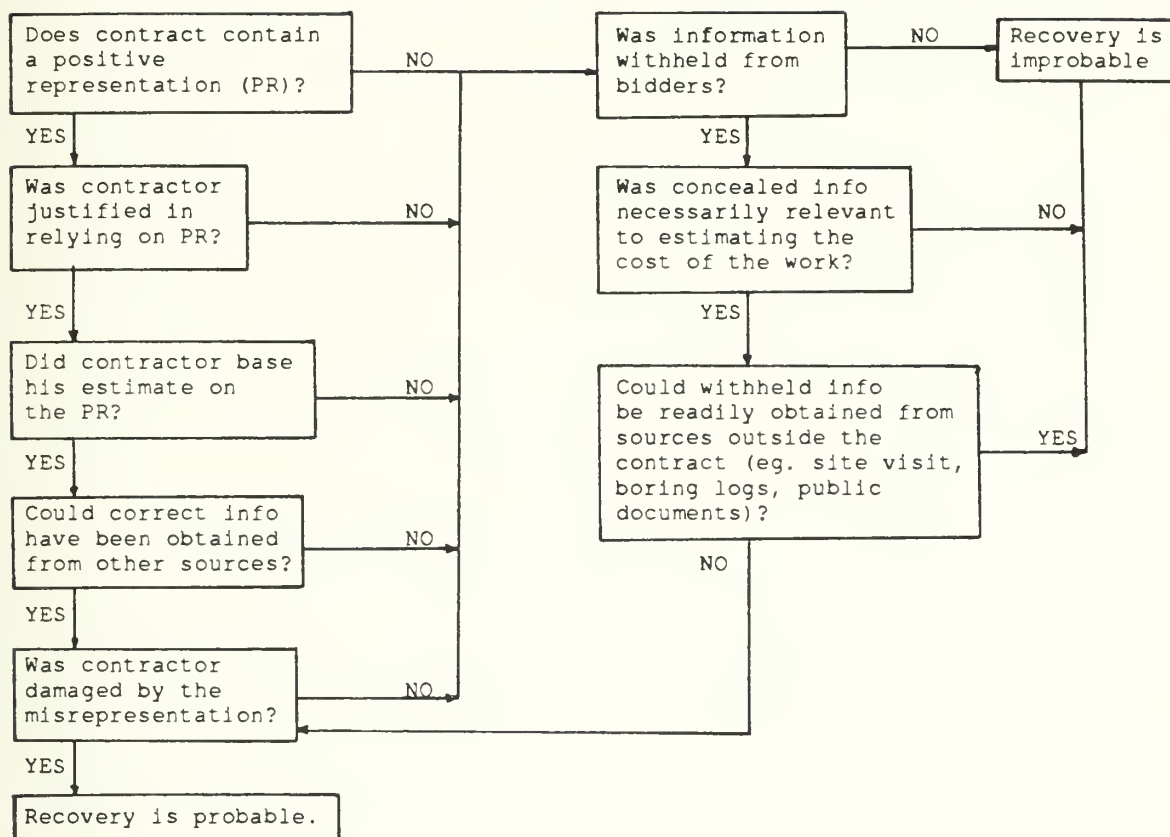 Does contract contain
a positive
representation (PR)?
NO
YES
Was contractor
justified in
relying on PR?
NO
YES
Did contractor base
his estimate on
the PR?
NO
YES
Could correct info
have been obtained
from other sources?
NO
YES
Was contractor
damaged by the
misrepresentation?
NO
YES
Recovery is probable.
Was information
withheld from
bidders?
NO
YES
Recovery is
improbable
Was concealed info
necessarily relevant
to estimating the
cost of the work?
NO
YES
Could withheld info
be readily obtained from
sources outside the
contract (eg. site visit,
boring logs, public
documents)?
YES
NO